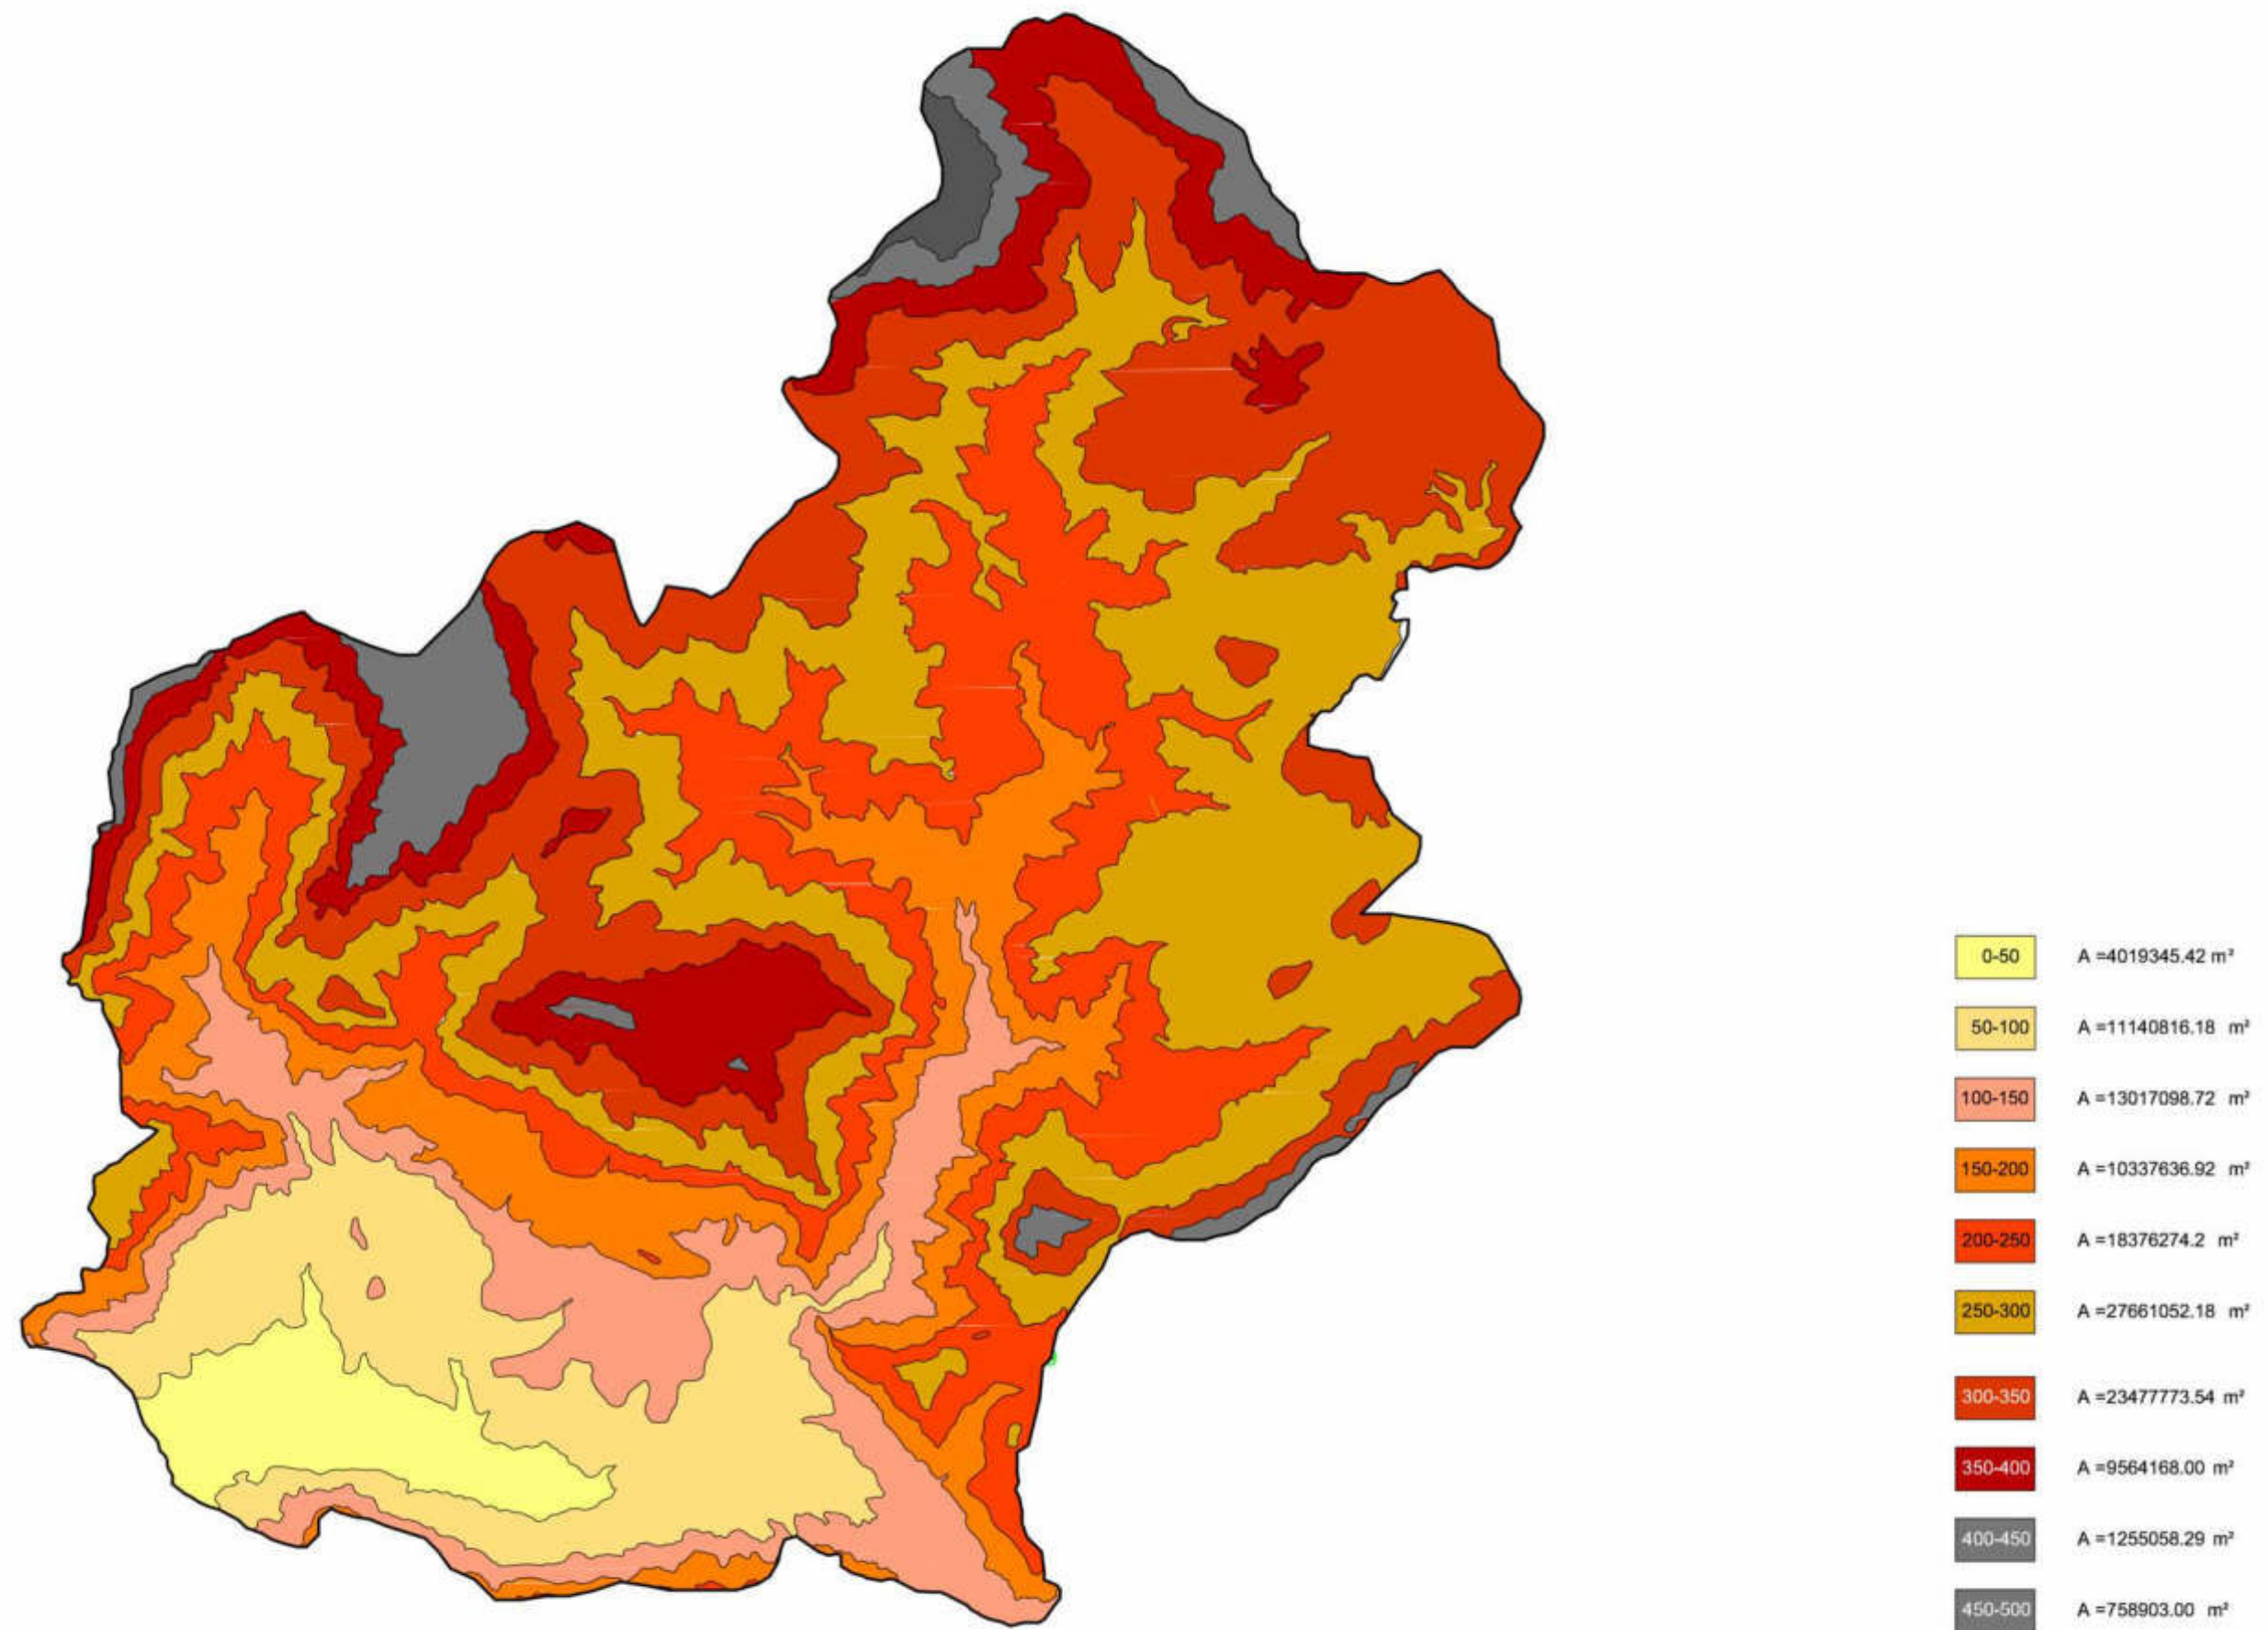 0-50 A =4019345.42 m²
50-100 A =11140816.18 m²
100-150 A =13017098.72 m²
150-200 A =10337636.92 m²
200-250 A =18376274.2 m²
250-300 A =27661052.18 m²
300-350 A =23477773.54 m²
350-400 A =9564168.00 m²
400-450 A =1255058.29 m²
450-500 A =758903.00 m²